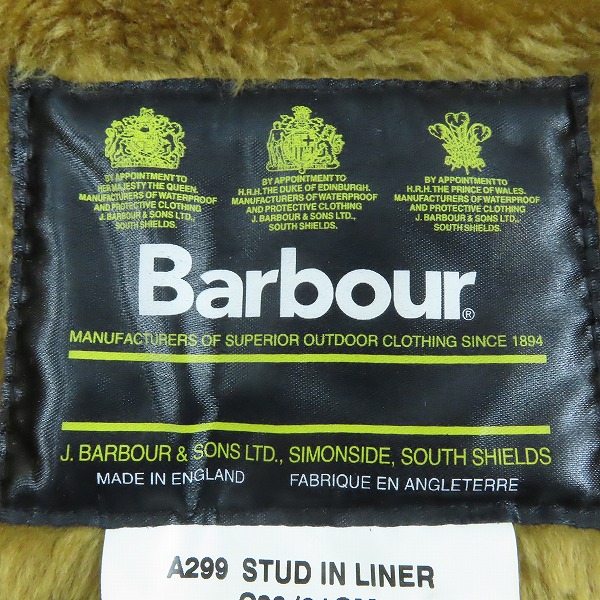 BY APPOINTMENT TO
HER MAJESTY THE QUEEN.
MANUFACTURERS OF WATERPROOF
AND PROTECTIVE CLOTHING
J. BARBOUR & SONS LTD.,
SOUTH SHIELDS.
BY APPOINTMENT TO
H.R.H. THE DUKE OF EDINBURGH.
MANUFACTURERS OF WATERPROOF
AND PROTECTIVE CLOTHING
J. BARBOUR & SONS LTD.,
SOUTH SHIELDS.
BY APPOINTMENT TO
H.R.H. THE PRINCE OF WALES.
MANUFACTURERS OF WATERPROOF
AND PROTECTIVE CLOTHING
J. BARBOUR & SONS LTD.,
SOUTH SHIELDS.
Barbour®
MANUFACTURERS OF SUPERIOR OUTDOOR CLOTHING SINCE 1894
J. BARBOUR & SONS LTD., SIMONSIDE, SOUTH SHIELDS
MADE IN ENGLAND FABRIQUE EN ANGLETERRE
A299 STUD IN LINER